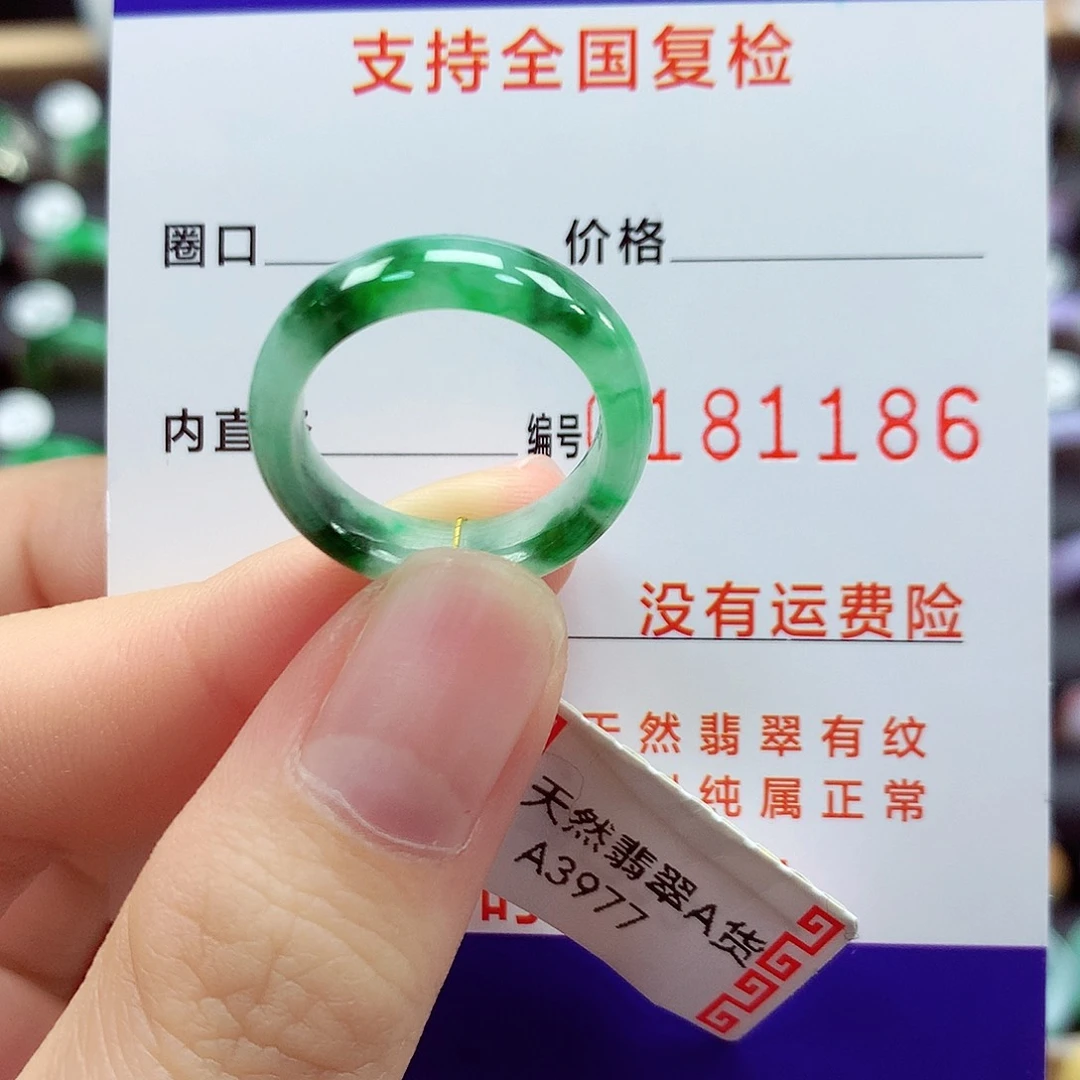 支持全国复检
圈口 价格
内直 编号 181186
没有运费险
天然翡翠有纹
纯属正常
的
天然翡翠A货
A3977